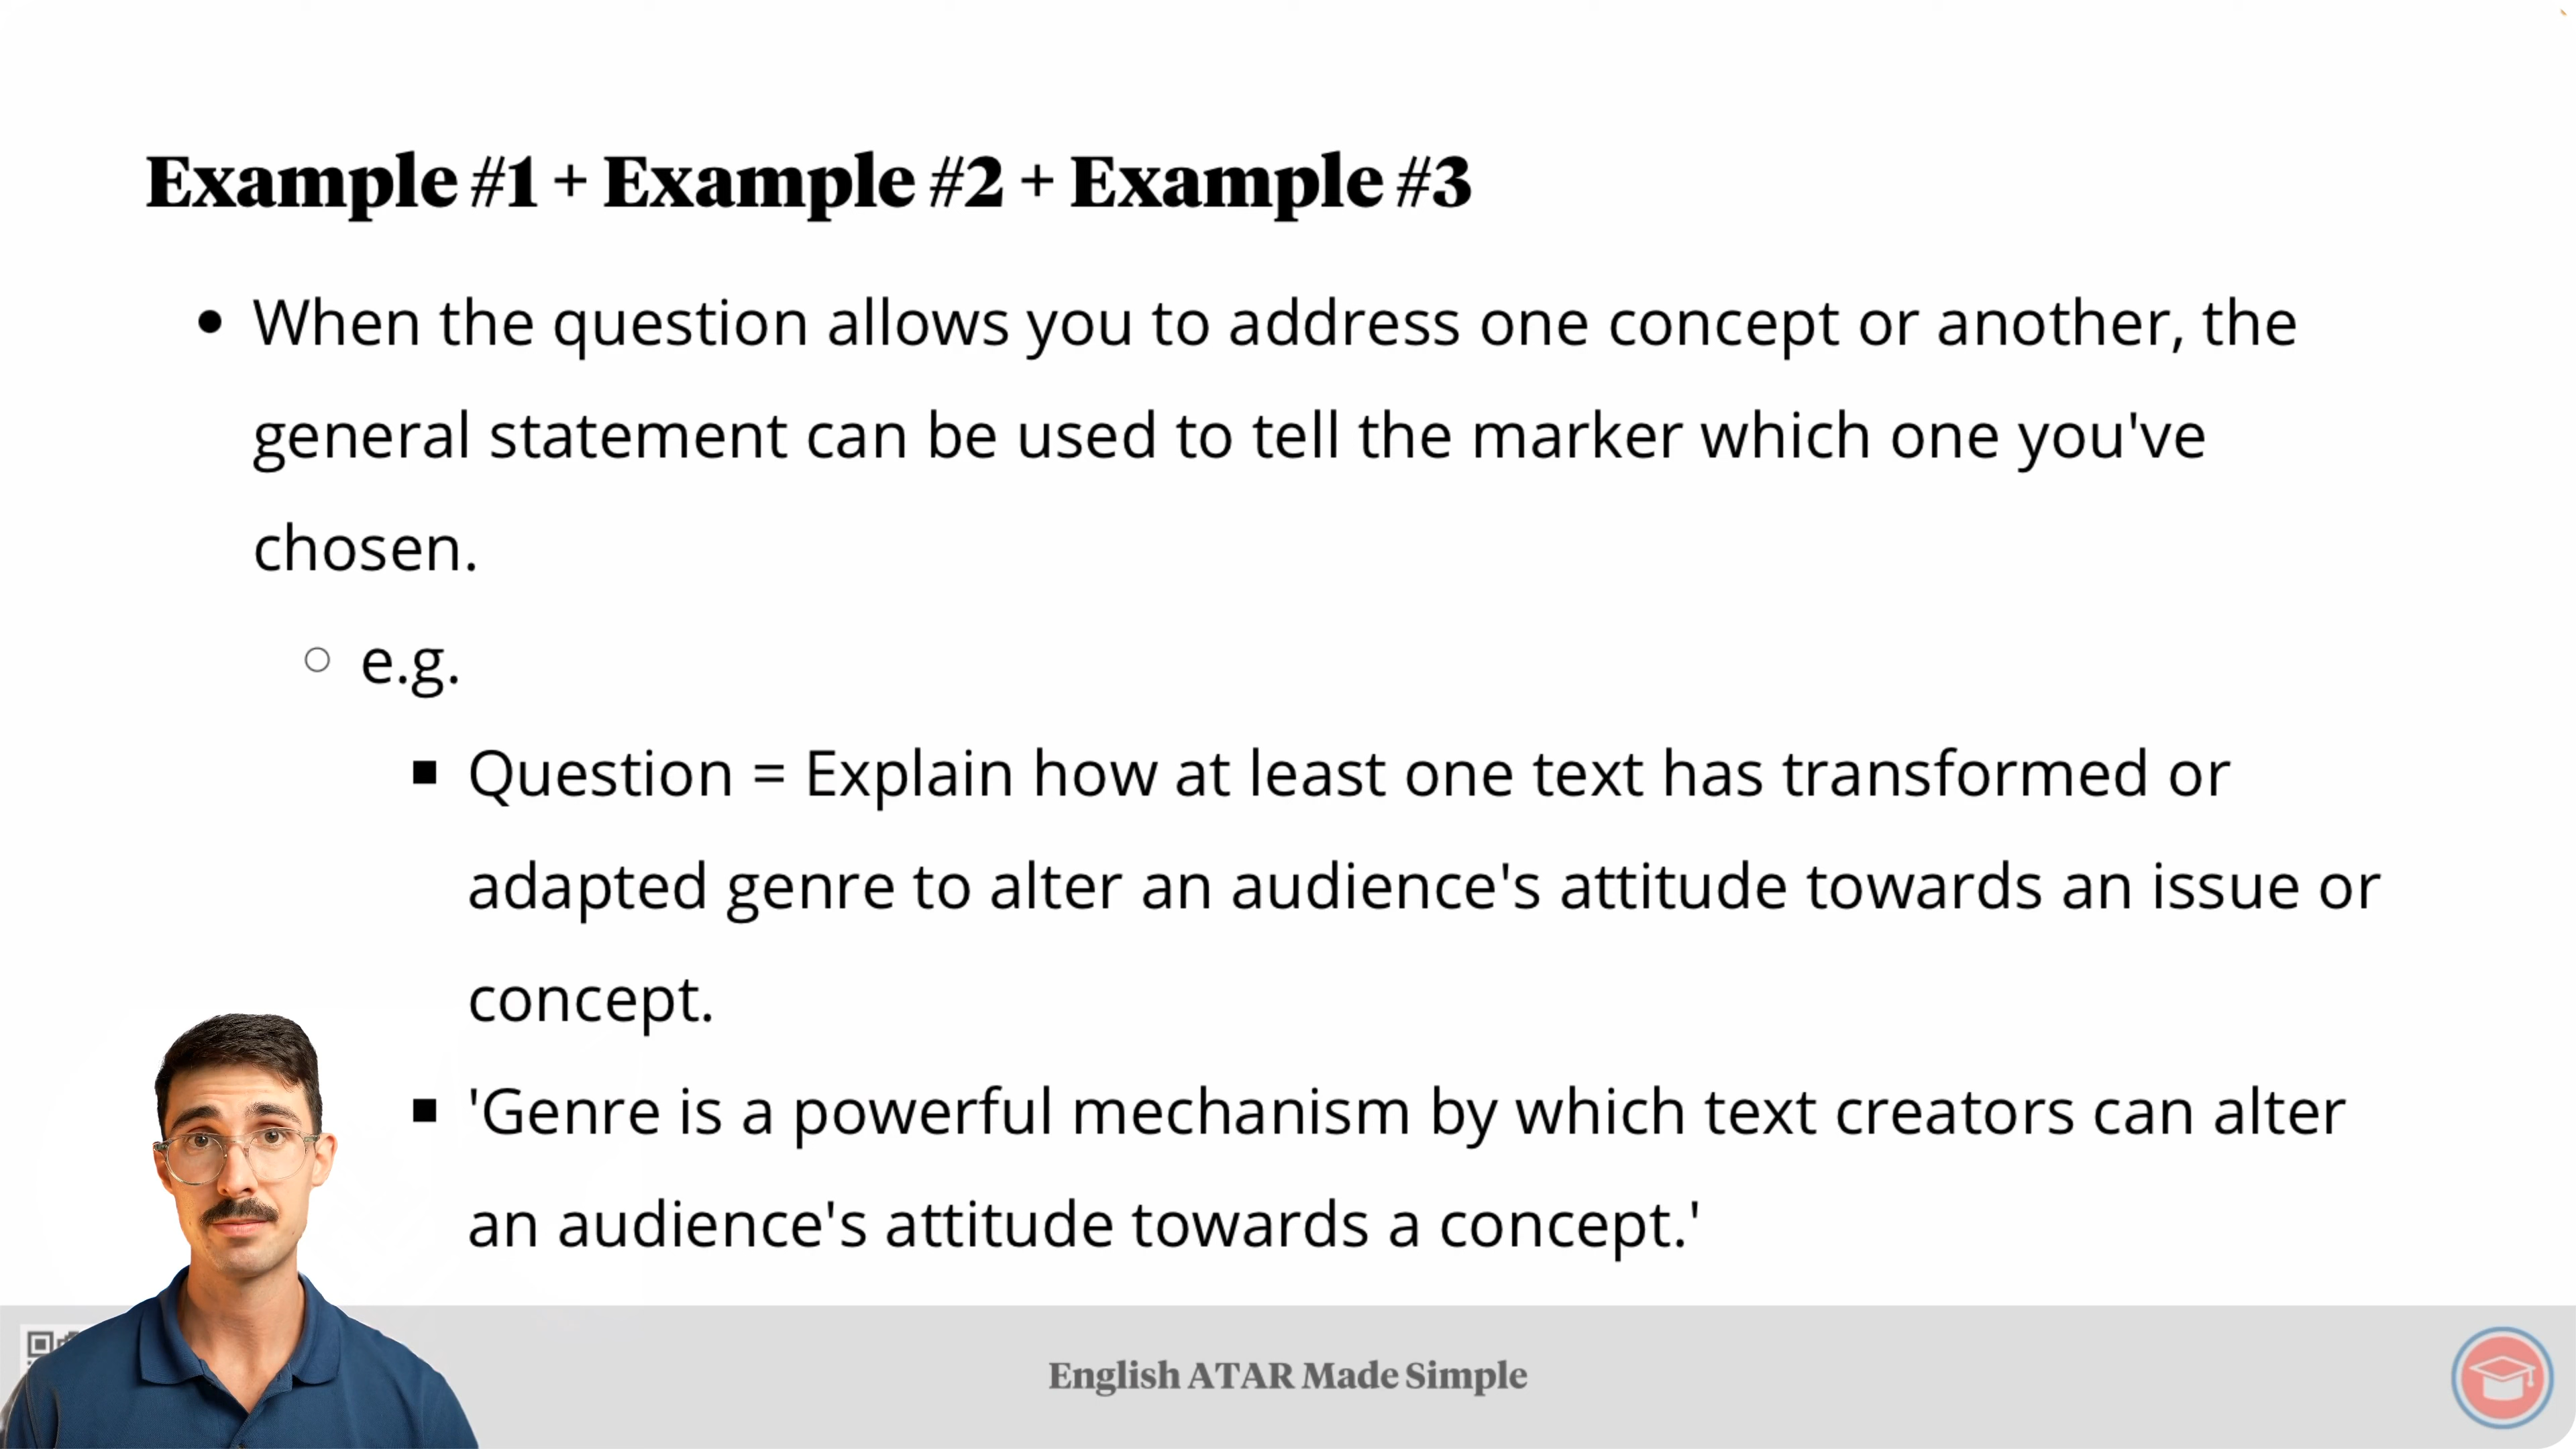 Example #1 + Example #2 + Example #3
• When the question allows you to address one concept or another, the
general statement can be used to tell the marker which one you've
chosen.
○ e.g.
▪ Question = Explain how at least one text has transformed or
adapted genre to alter an audience's attitude towards an issue or
concept.
▪ 'Genre is a powerful mechanism by which text creators can alter
an audience's attitude towards a concept.'
English ATAR Made Simple